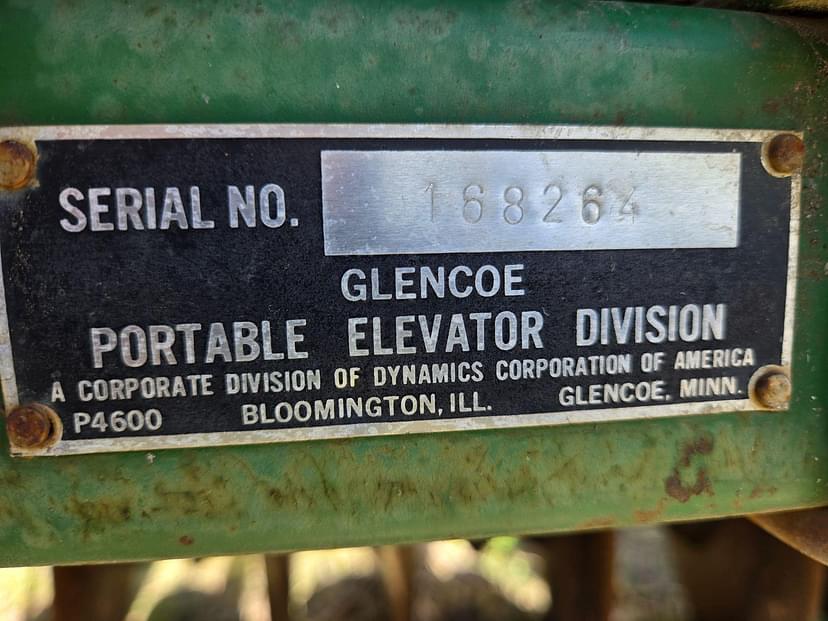 SERIAL NO. 168264
GLENCOE
PORTABLE ELEVATOR DIVISION
A CORPORATE DIVISION OF DYNAMICS CORPORATION OF AMERICA
P4600 BLOOMINGTON, ILL. GLENCOE, MINN.